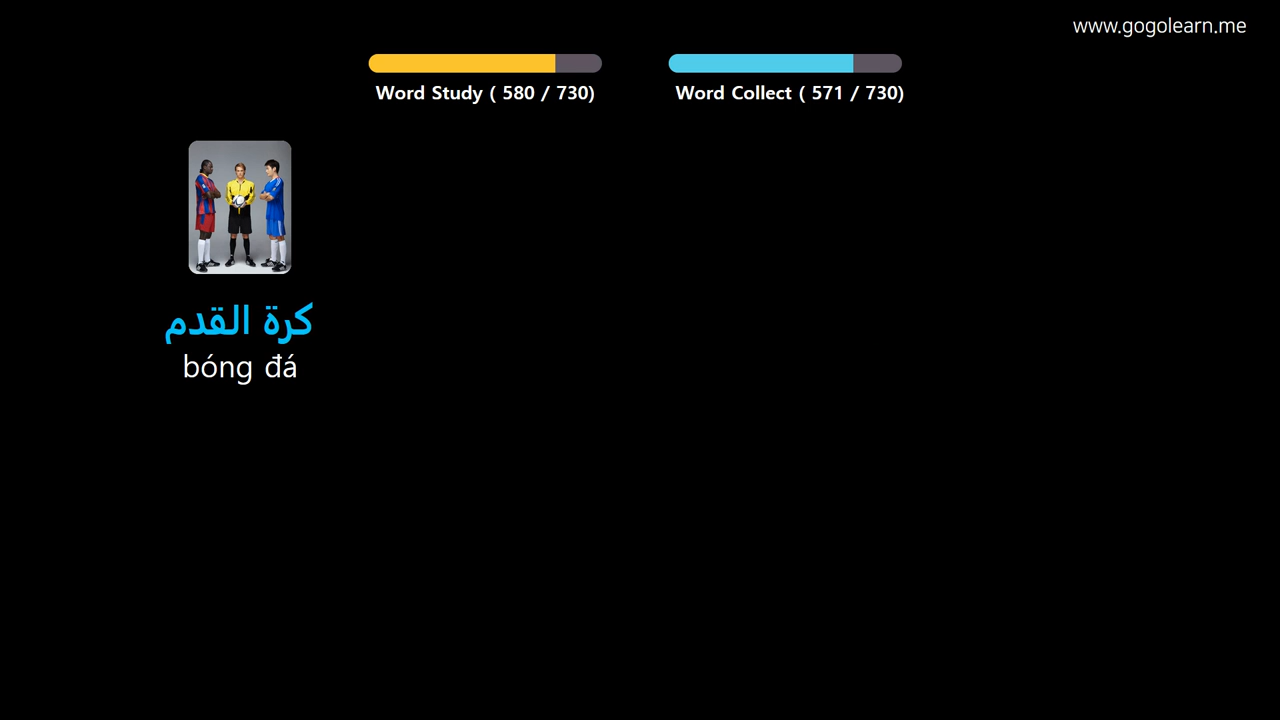 www.gogolearn.me
Word Study ( 580 / 730)
Word Collect ( 571 / 730)
كرة القدم
bóng đá